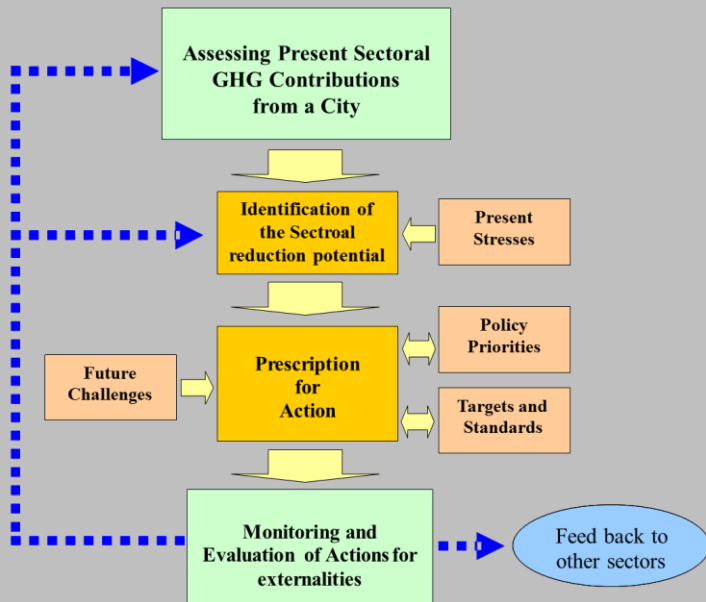 Assessing Present Sectoral
GHG Contributions
from a City
Identification of
the Sectroal
reduction potential
Present
Stresses
Policy
Priorities
Prescription
for
Action
Future
Challenges
Targets and
Standards
Monitoring and
Evaluation of Actions for
externalities
Feed back to
other sectors